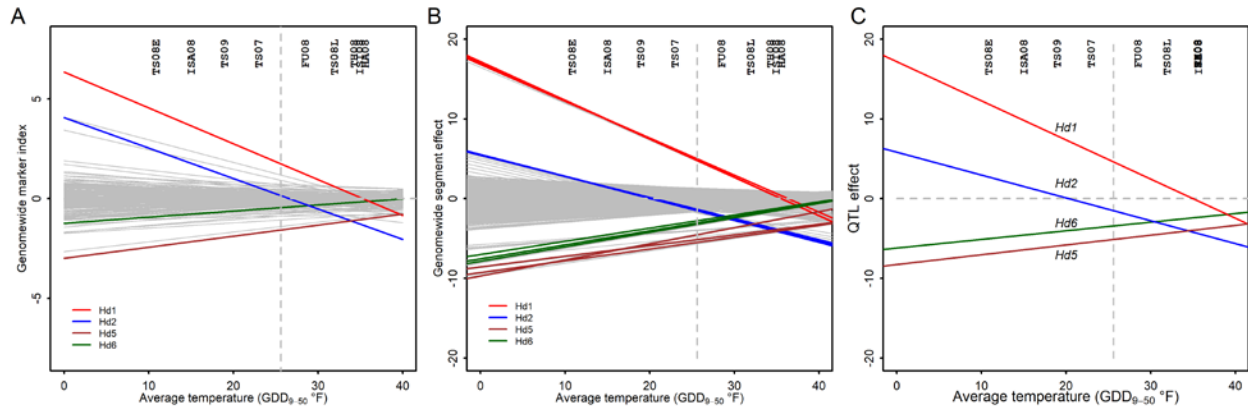 A
TS08E
ISA08
TS09
TS07
FU08
TS08L
TH08
HA08
5
0
-5
Genomewide marker index
Hd1
Hd2
Hd5
Hd6
0
10
20
30
40
Average temperature (GDD9–50 °F)
B
TS08E
ISA08
TS09
TS07
FU08
TS08L
TH08
HA08
20
10
0
-10
-20
Genomewide segment effect
Hd1
Hd2
Hd5
Hd6
0
10
20
30
40
Average temperature (GDD9–50 °F)
C
TS08E
ISA08
TS09
TS07
FU08
TS08L
20
10
0
-10
-20
QTL effect
Hd1
Hd2
Hd6
Hd5
0
10
20
30
40
Average temperature (GDD9–50 °F)